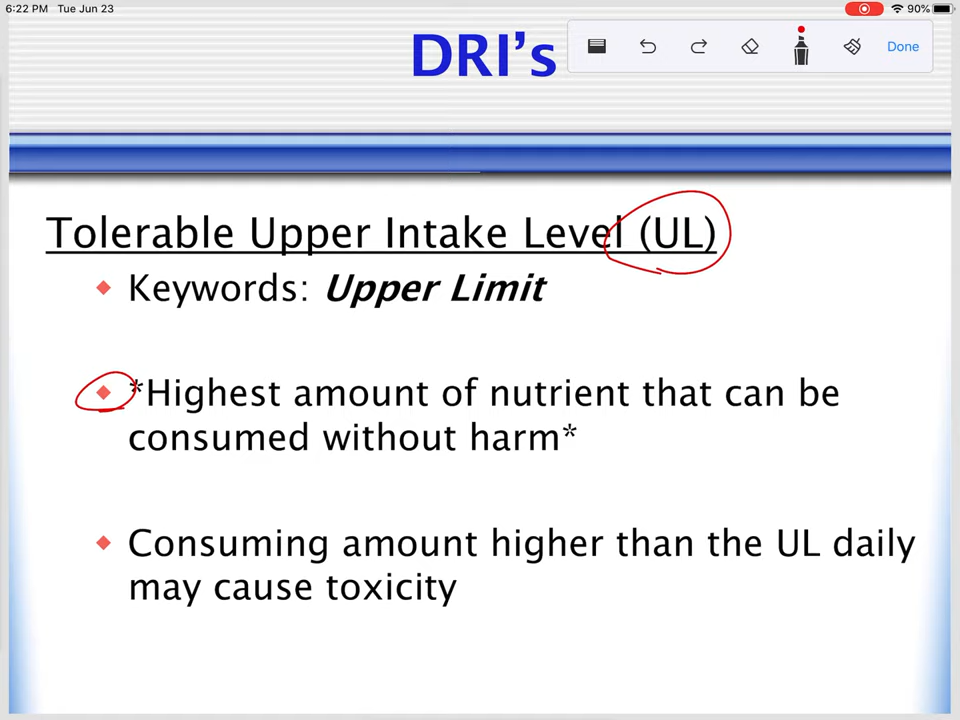 6:22 PM Tue Jun 23
90%
DRI's
Done
Tolerable Upper Intake Level (UL)
Keywords: Upper Limit
*Highest amount of nutrient that can be
consumed without harm*
Consuming amount higher than the UL daily
may cause toxicity